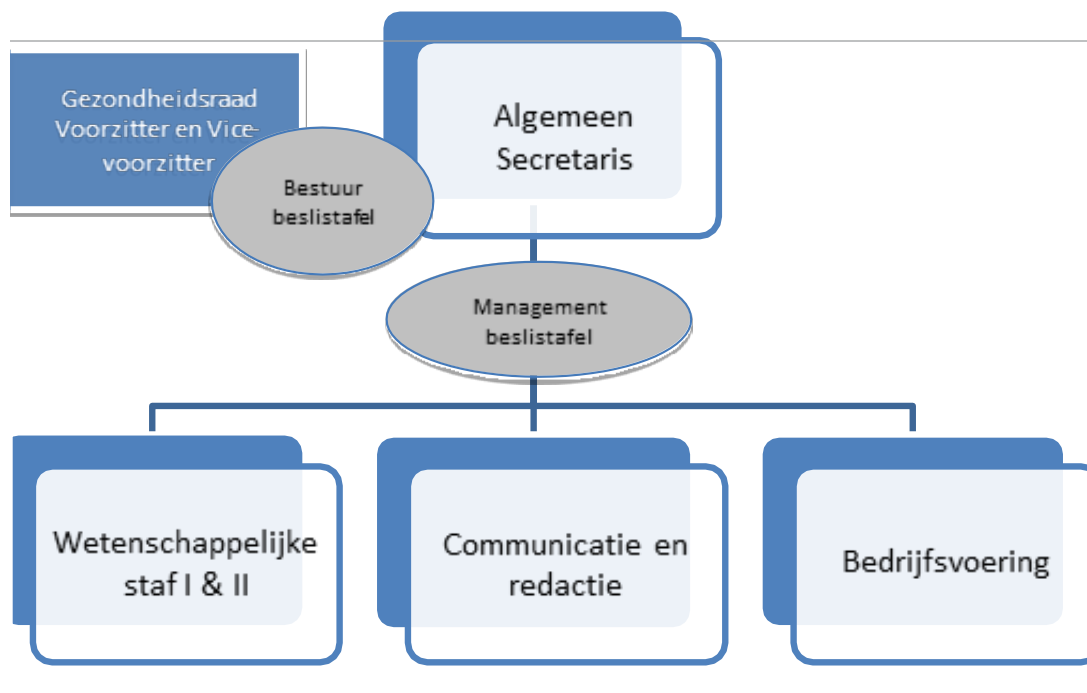 Gezondheidsraad
Voorzitter en Vice-
voorzitter
Algemeen
Secretaris
Bestuur
beslistafel
Management
beslistafel
Wetenschappelijke
staf I & II
Communicatie en
redactie
Bedrijfsvoering